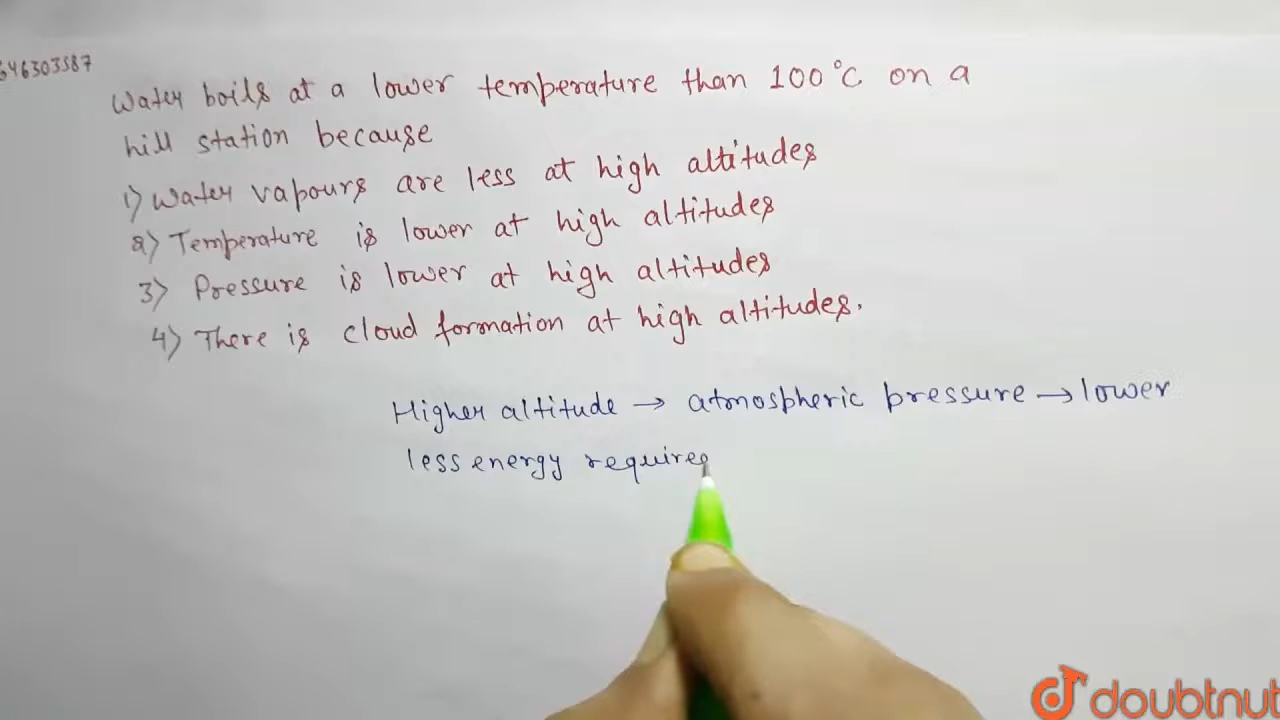 646303587
Water boils at a lower temperature than 100°C on a
hill station because
1) Water vapours are less at high altitudes
2) Temperature is lower at high altitudes
3) Pressure is lower at high altitudes
4) There is cloud formation at high altitudes.
Higher altitude → atmospheric pressure → lower
less energy require
doubtnut